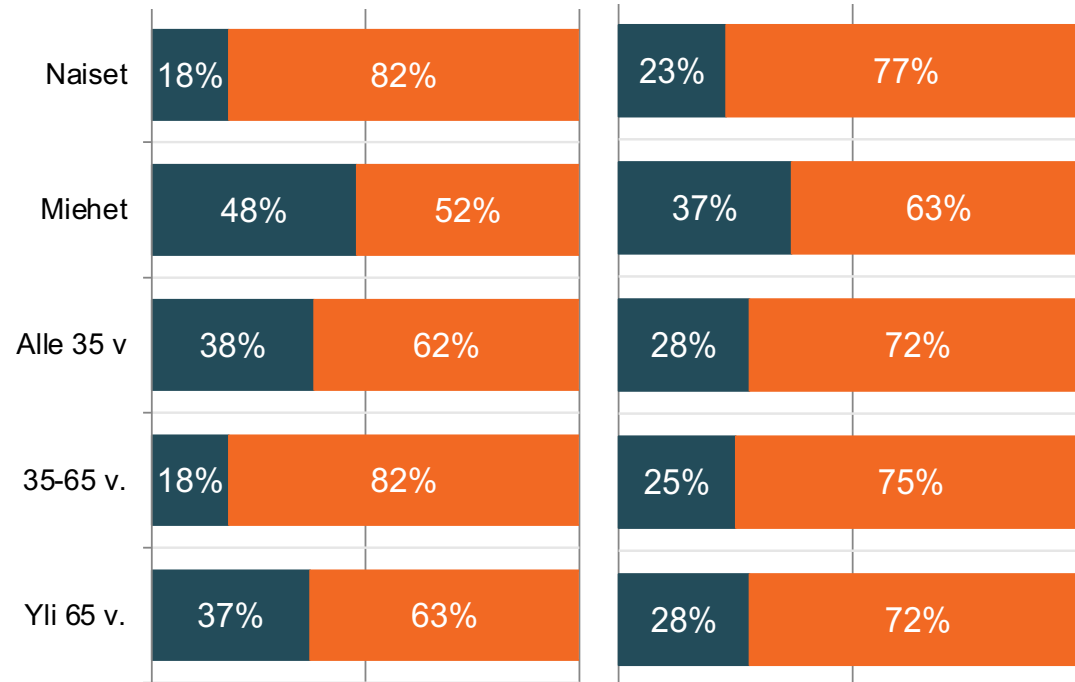 Naiset 18% 82% 23% 77%
Miehet 48% 52% 37% 63%
Alle 35 v 38% 62% 28% 72%
35-65 v. 18% 82% 25% 75%
Yli 65 v. 37% 63% 28% 72%